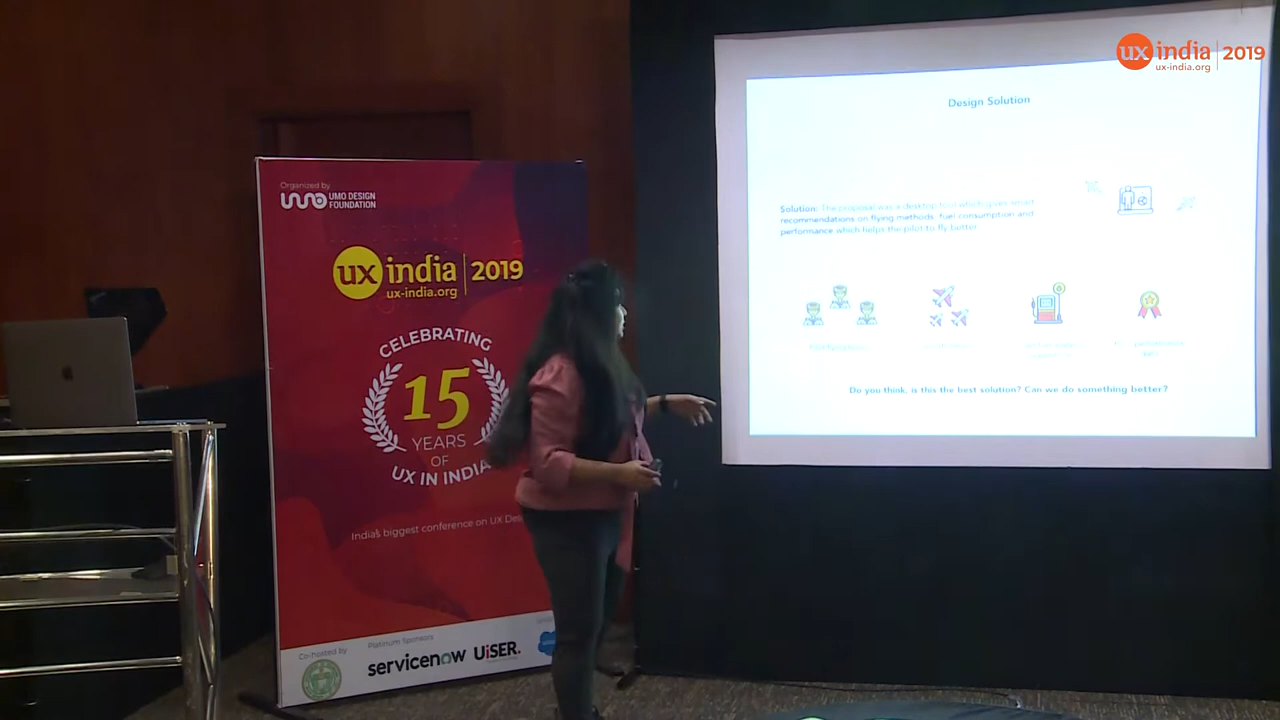 ux india 2019
ux-india.org
Organized by
UMO DESIGN
FOUNDATION
ux india 2019
ux-india.org
CELEBRATING
15
YEARS
OF
UX IN INDIA
India's biggest conference on UX
Co-hosted by
Platinum Sponsors
servicenow UiSER.
Design Solution
Solution: The proposal was a desktop tool which gives smart
recommendations on flying methods, fuel consumption and
performance which helps the pilot to fly better
Do you think, is this the best solution? Can we do something better?